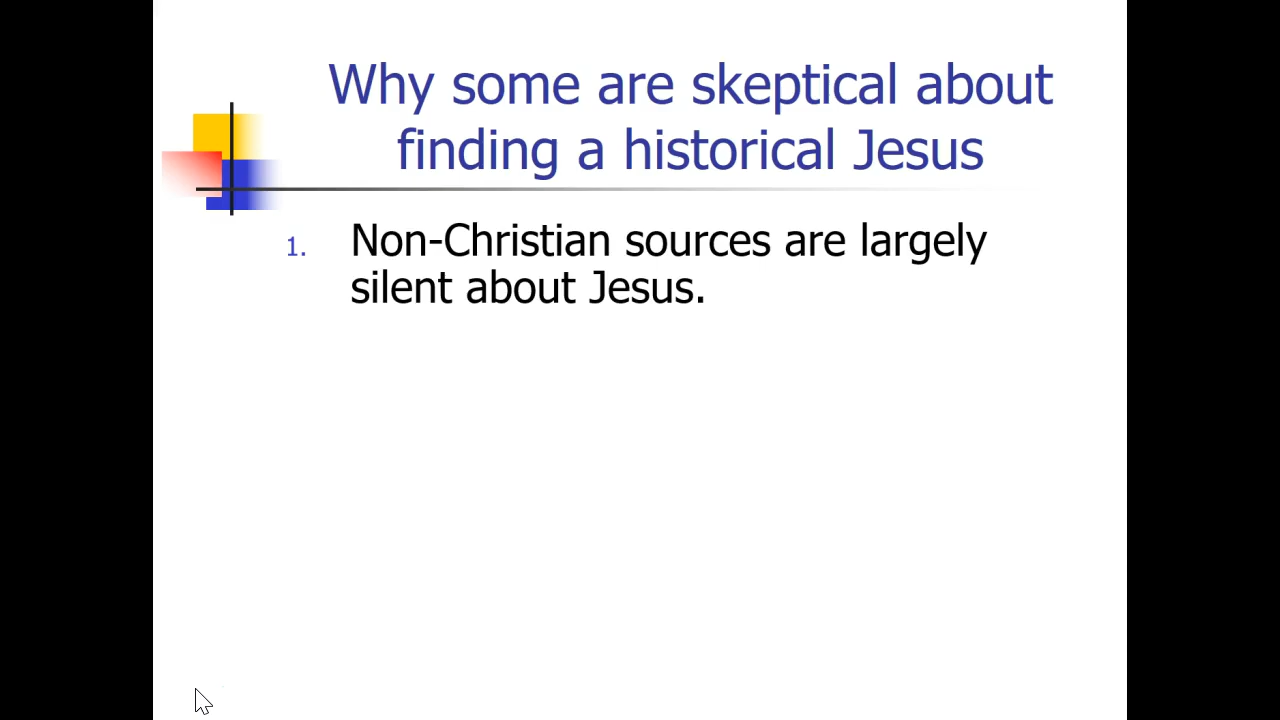 Why some are skeptical about
finding a historical Jesus
1. Non-Christian sources are largely
silent about Jesus.